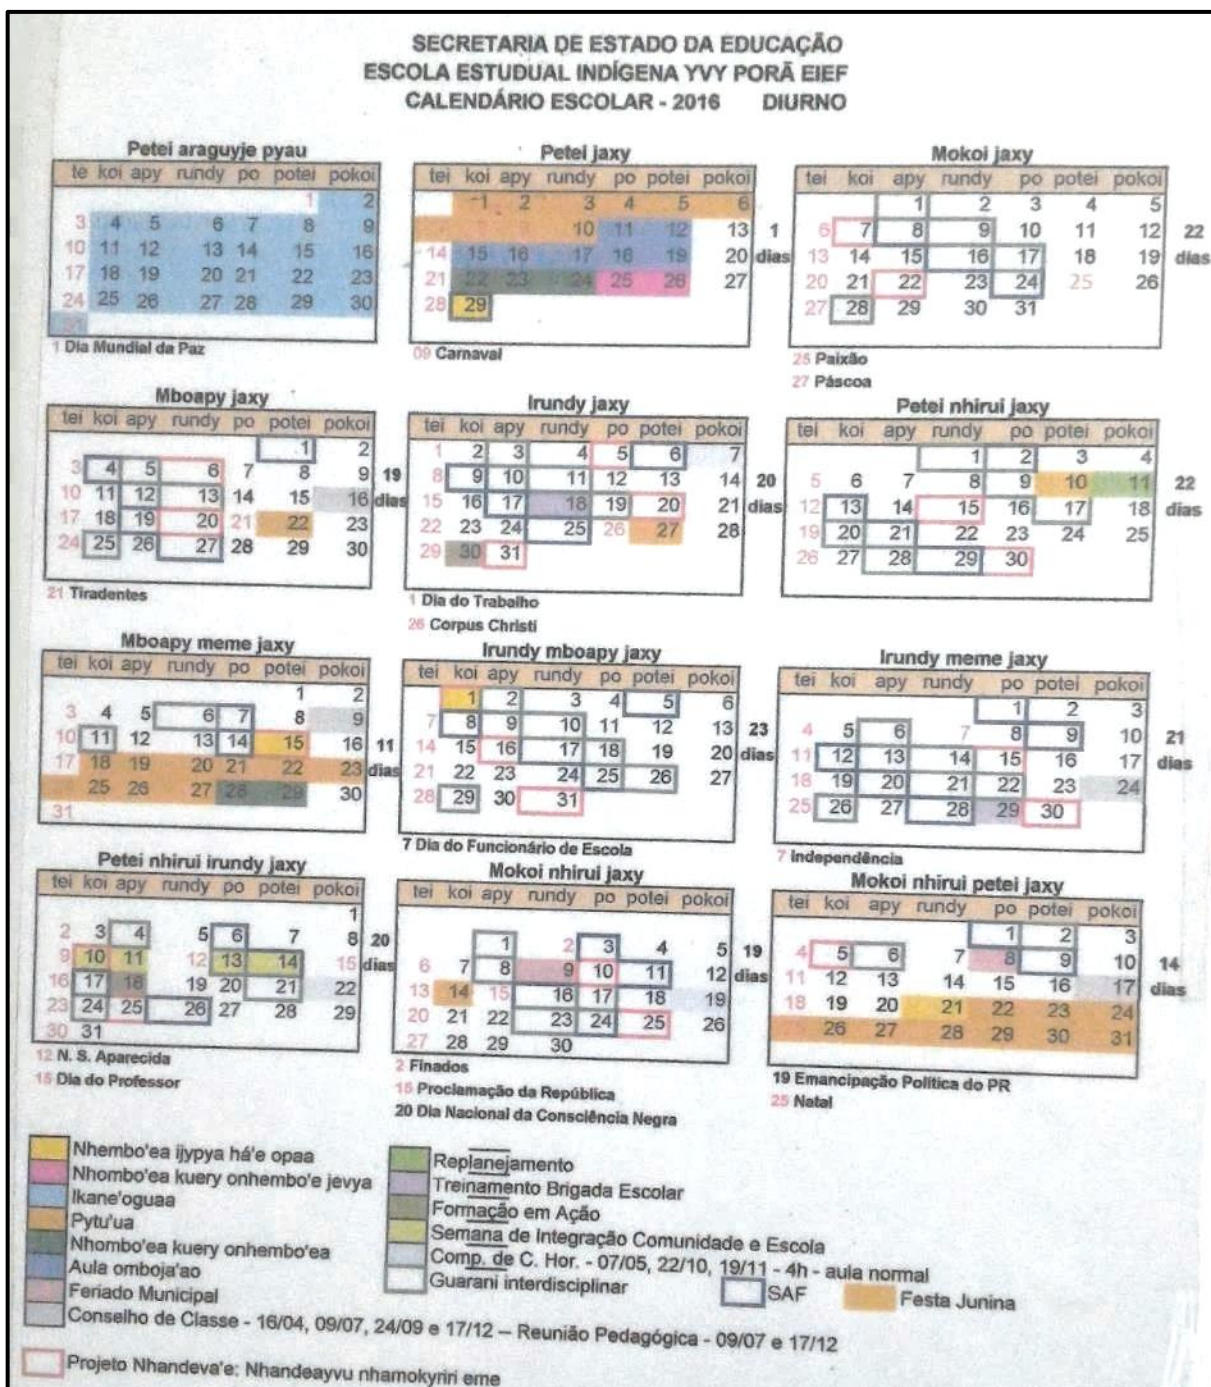 SECRETARIA DE ESTADO DA EDUCAÇÃO
ESCOLA ESTUDUAL INDÍGENA YVY PORÃ EIEF
CALENDÁRIO ESCOLAR - 2016 DIURNO
Petei araguyje pyau
te koi apy rundy po potei pokoi
1 2
3 4 5 6 7 8 9
10 11 12 13 14 15 16
17 18 19 20 21 22 23
24 25 26 27 28 29 30
31
1 Dia Mundial da Paz
Petei jaxy
tei koi apy rundy po potei pokoi
1 2 3 4 5 6
10 11 12 13 1
14 15 16 17 18 19 20 dias
21 22 23 24 25 26 27
28 29
09 Carnaval
Mokoi jaxy
tei koi apy rundy po potei pokoi
1 2 3 4 5
6 7 8 9 10 11 12 22
13 14 15 16 17 18 19 dias
20 21 22 23 24 25 26
27 28 29 30 31
25 Paixão
27 Páscoa
Mboapy jaxy
tei koi apy rundy po potei pokoi
1 2
3 4 5 6 7 8 9 19
10 11 12 13 14 15 16 dias
17 18 19 20 21 22 23
24 25 26 27 28 29 30
21 Tiradentes
Irundy jaxy
tei koi apy rundy po potei pokoi
1 2 3 4 5 6 7
8 9 10 11 12 13 14 20
15 16 17 18 19 20 21 dias
22 23 24 25 26 27 28
29 30 31
1 Dia do Trabalho
26 Corpus Christi
Petei nhirui jaxy
tei koi apy rundy po potei pokoi
1 2 3 4
5 6 7 8 9 10 11 22
12 13 14 15 16 17 18 dias
19 20 21 22 23 24 25
26 27 28 29 30
Mboapy meme jaxy
tei koi apy rundy po potei pokoi
1 2
3 4 5 6 7 8 9
10 11 12 13 14 15 16 11
17 18 19 20 21 22 23 dias
25 26 27 28 29 30
31
Irundy mboapy jaxy
tei koi apy rundy po potei pokoi
1 2 3 4 5 6
7 8 9 10 11 12 13 23
14 15 16 17 18 19 20 dias
21 22 23 24 25 26 27
28 29 30 31
7 Dia do Funcionário de Escola
Irundy meme jaxy
tei koi apy rundy po potei pokoi
1 2 3
4 5 6 7 8 9 10 21
11 12 13 14 15 16 17 dias
18 19 20 21 22 23 24
25 26 27 28 29 30
7 Independência
Petei nhirui irundy jaxy
tei koi apy rundy po potei pokoi
1
2 3 4 5 6 7 8 20
9 10 11 12 13 14 15 dias
16 17 18 19 20 21 22
23 24 25 26 27 28 29
30 31
12 N. S. Aparecida
15 Dia do Professor
Mokoi nhirui jaxy
tei koi apy rundy po potei pokoi
1 2 3 4 5 19
6 7 8 9 10 11 12 dias
13 14 15 16 17 18 19
20 21 22 23 24 25 26
27 28 29 30
2 Finados
15 Proclamação da República
20 Dia Nacional da Consciência Negra
Mokoi nhirui petei jaxy
tei koi apy rundy po potei pokoi
1 2 3
4 5 6 7 8 9 10 14
11 12 13 14 15 16 17 dias
18 19 20 21 22 23 24
26 27 28 29 30 31
19 Emancipação Política do PR
25 Natal
Nhembo'ea ijypya há'e opaa
Nhombo'ea kuery onhembo'e jevya
Ikane'oguaa
Pytu'ua
Nhombo'ea kuery onhembo'ea
Aula omboja'ao
Feriado Municipal
Conselho de Classe - 16/04, 09/07, 24/09 e 17/12 – Reunião Pedagógica - 09/07 e 17/12
Projeto Nhandeva'e: Nhandeayvu nhamokyriri eme
Replanejamento
Treinamento Brigada Escolar
Formação em Ação
Semana de Integração Comunidade e Escola
Comp. de C. Hor. - 07/05, 22/10, 19/11 - 4h - aula normal
Guarani interdisciplinar
SAF
Festa Junina